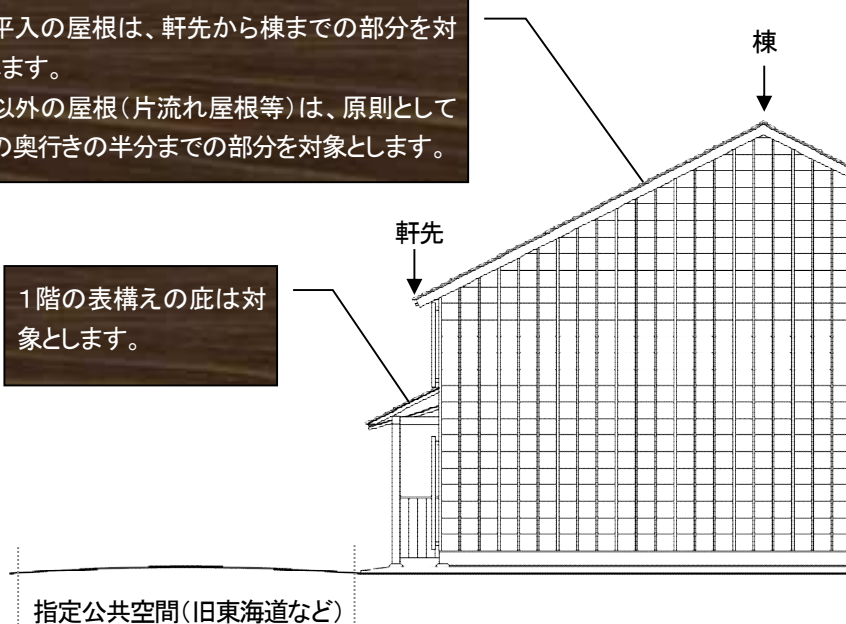 平入の屋根は、軒先から棟までの部分を対
ます。
以外の屋根(片流れ屋根等)は、原則として
の奥行きの半分までの部分を対象とします。
棟
軒先
1階の表構えの庇は対
象とします。
指定公共空間(旧東海道など)